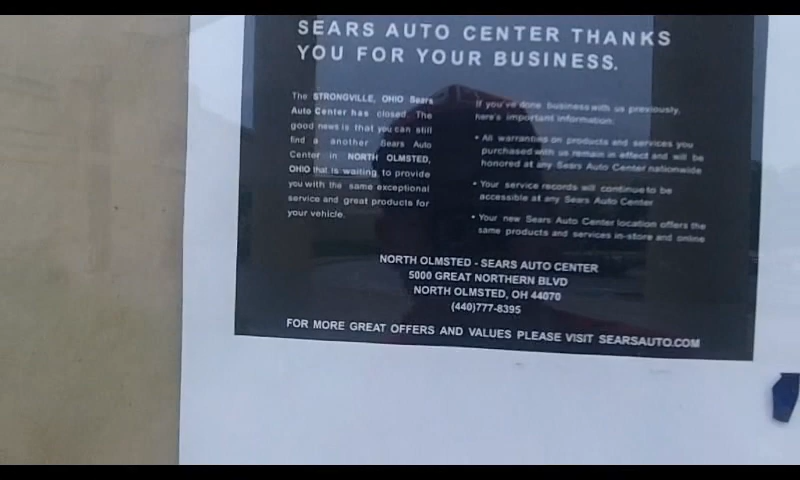 SEARS AUTO CENTER THANKS
YOU FOR YOUR BUSINESS.
The STRONGVILLE, OHIO Sears
Auto Center has closed. The
good news is that you can still
find a another Sears Auto
Center in NORTH OLMSTED,
OHIO that is waiting to provide
you with the same exceptional
service and great products for
your vehicle.
If you've done business with us previously,
here's important information:
• All warranties on products and services you
purchased with us remain in effect and will be
honored at any Sears Auto Center nationwide
• Your service records will continue to be
accessible at any Sears Auto Center
• Your new Sears Auto Center location offers the
same products and services in-store and online
NORTH OLMSTED - SEARS AUTO CENTER
5000 GREAT NORTHERN BLVD
NORTH OLMSTED, OH 44070
(440)777-8395
FOR MORE GREAT OFFERS AND VALUES PLEASE VISIT SEARSAUTO.COM